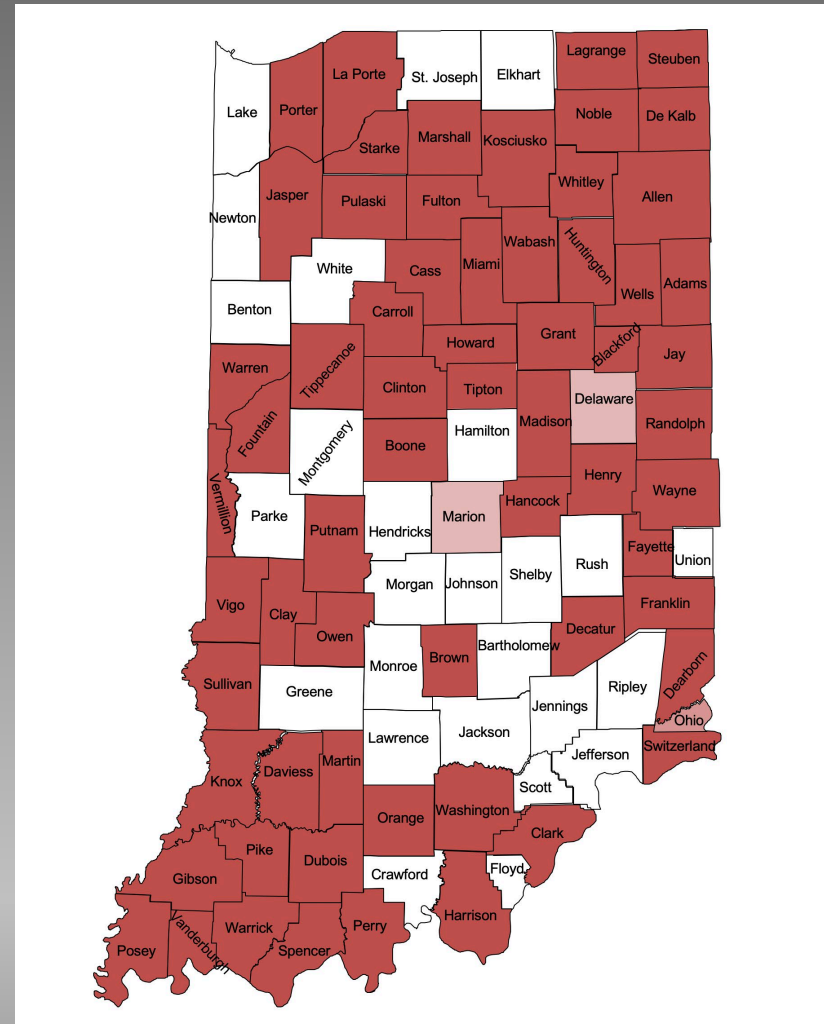 Lagrange
Steuben
La Porte
St. Joseph
Elkhart
Lake
Porter
Noble
De Kalb
Starke
Marshall
Kosciusko
Whitley
Allen
Jasper
Pulaski
Fulton
Newton
Wabash
Huntington
White
Cass
Miami
Wells
Adams
Benton
Carroll
Howard
Grant
Blackford
Jay
Warren
Tippecanoe
Clinton
Tipton
Delaware
Fountain
Montgomery
Boone
Hamilton
Madison
Randolph
Vermillion
Parke
Putnam
Hendricks
Marion
Hancock
Henry
Wayne
Fayette
Union
Morgan
Johnson
Shelby
Rush
Vigo
Clay
Owen
Franklin
Decatur
Monroe
Brown
Bartholomew
Sullivan
Greene
Jennings
Ripley
Dearborn
Ohio
Lawrence
Jackson
Jefferson
Switzerland
Knox
Daviess
Martin
Scott
Orange
Washington
Clark
Pike
Dubois
Gibson
Crawford
Floyd
Harrison
Posey
Vanderburgh
Warrick
Spencer
Perry